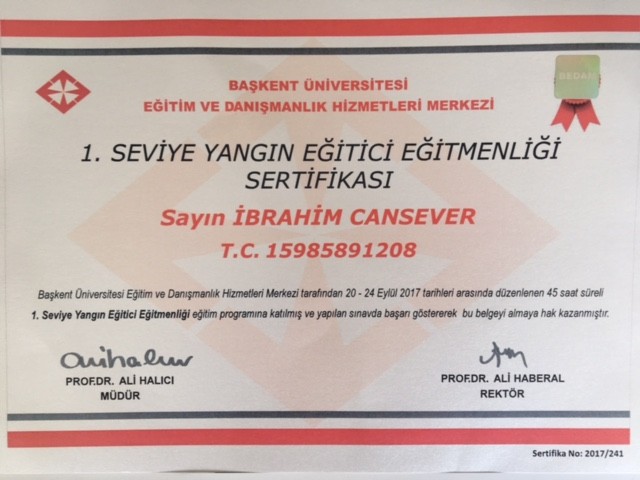 BAŞKENT ÜNİVERSİTESİ
EĞİTİM VE DANIŞMANLIK HİZMETLERİ MERKEZİ
BEDAM
1. SEVİYE YANGIN EĞİTİCİ EĞİTMENLİĞİ
SERTİFİKASI
Sayın İBRAHİM CANSEVER
T.C. 15985891208
Başkent Üniversitesi Eğitim ve Danışmanlık Hizmetleri Merkezi tarafından 20 - 24 Eylül 2017 tarihleri arasında düzenlenen 45 saat süreli
1. Seviye Yangın Eğitici Eğitmenliği eğitim programına katılmış ve yapılan sınavda başarı göstererek bu belgeyi almaya hak kazanmıştır.
PROF.DR. ALİ HALICI
MÜDÜR
PROF.DR. ALİ HABERAL
REKTÖR
Sertifika No: 2017/241